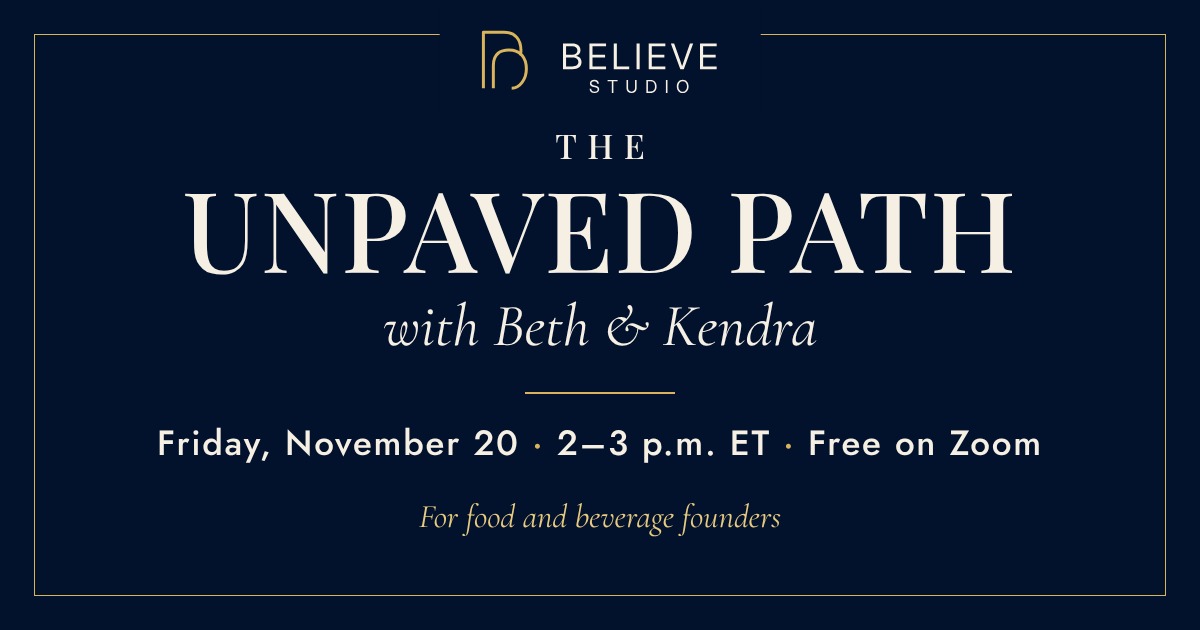 BELIEVE
STUDIO
THE
UNPAVED PATH
with Beth & Kendra
Friday, November 20 · 2–3 p.m. ET · Free on Zoom
For food and beverage founders